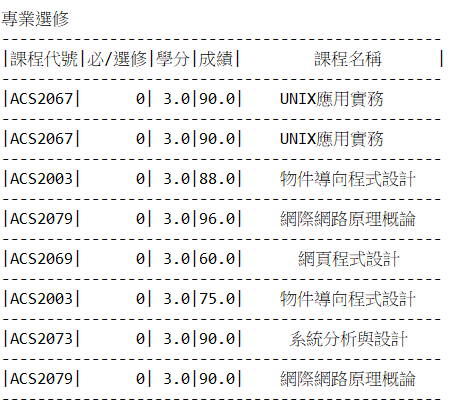 專業選修
------------------------------------------------
|課程代號|必/選修|學分|成績|        課程名稱      |
------------------------------------------------
|ACS2067|      0| 3.0|90.0|    UNIX應用實務
------------------------------------------------
|ACS2067|      0| 3.0|90.0|    UNIX應用實務
------------------------------------------------
|ACS2003|      0| 3.0|88.0|    物件導向程式設計
------------------------------------------------
|ACS2079|      0| 3.0|96.0|    網際網路原理概論
------------------------------------------------
|ACS2069|      0| 3.0|60.0|      網頁程式設計
------------------------------------------------
|ACS2003|      0| 3.0|75.0|    物件導向程式設計
------------------------------------------------
|ACS2073|      0| 3.0|90.0|     系統分析與設計
------------------------------------------------
|ACS2079|      0| 3.0|90.0|    網際網路原理概論
------------------------------------------------